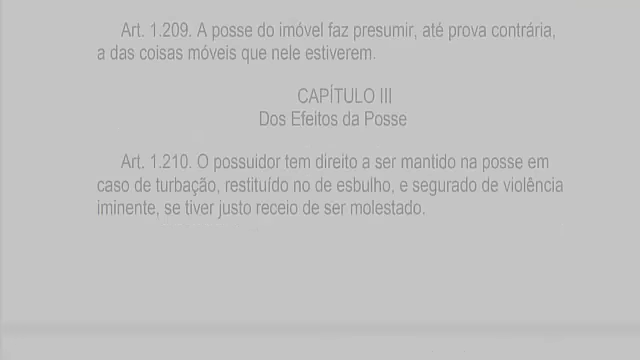 Art. 1.209. A posse do imóvel faz presumir, até prova contrária,
a das coisas móveis que nele estiverem.
CAPÍTULO III
Dos Efeitos da Posse
Art. 1.210. O possuidor tem direito a ser mantido na posse em
caso de turbação, restituído no de esbulho, e segurado de violência
iminente, se tiver justo receio de ser molestado.